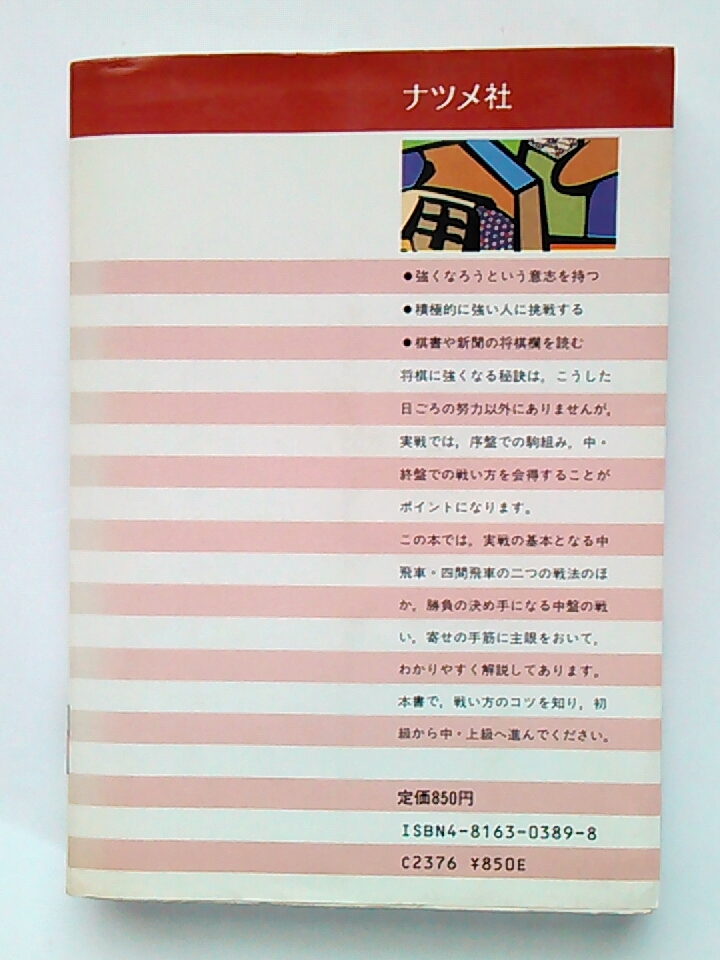 ナツメ社
●強くなろうという意志を持つ
●積極的に強い人に挑戦する
●棋書や新聞の将棋欄を読む
将棋に強くなる秘訣は，こうした
日ごろの努力以外にありませんが，
実戦では，序盤での駒組み，中・
終盤での戦い方を会得することが
ポイントになります。
この本では，実戦の基本となる中
飛車・四間飛車の二つの戦法のほ
か，勝負の決め手になる中盤の戦
い，寄せの手筋に主眼をおいて，
わかりやすく解説してあります。
本書で，戦い方のコツを知り，初
級から中・上級へ進んでください。
定価850円
ISBN4-8163-0389-8
C2376 ¥850E